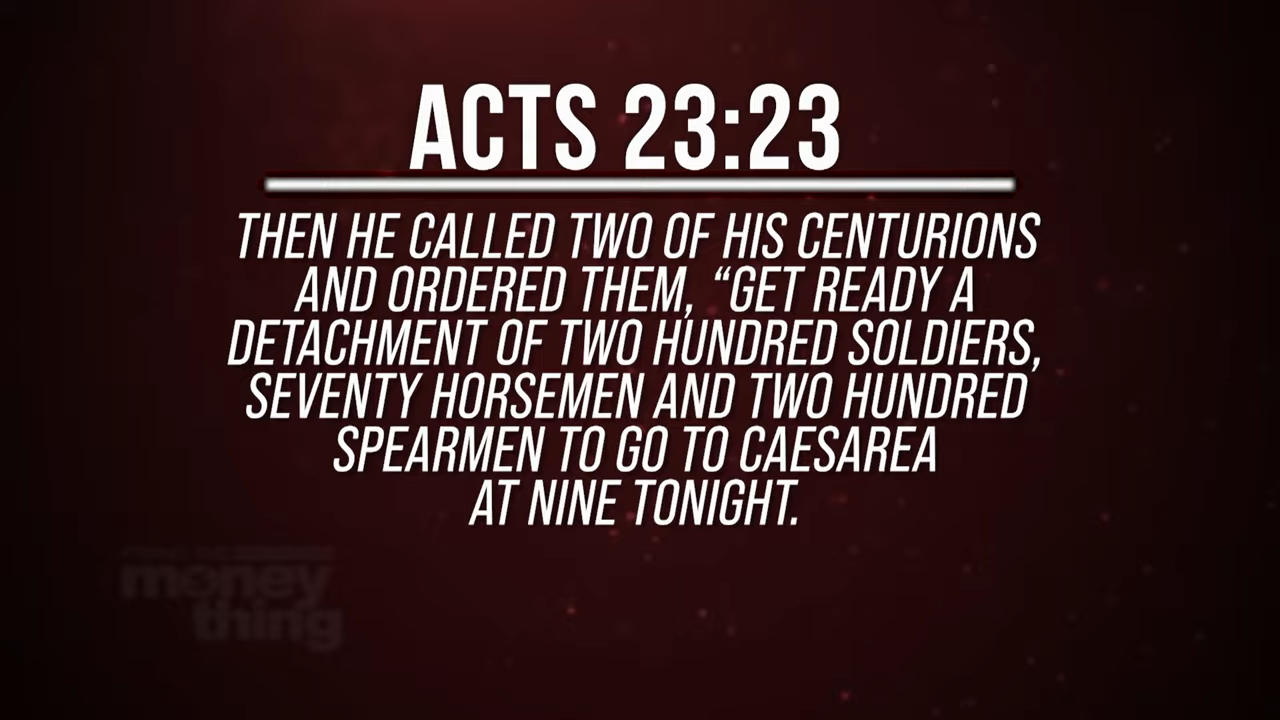 ACTS 23:23
THEN HE CALLED TWO OF HIS CENTURIONS
AND ORDERED THEM, “GET READY A
DETACHMENT OF TWO HUNDRED SOLDIERS,
SEVENTY HORSEMEN AND TWO HUNDRED
SPEARMEN TO GO TO CAESAREA
AT NINE TONIGHT.
money
thing